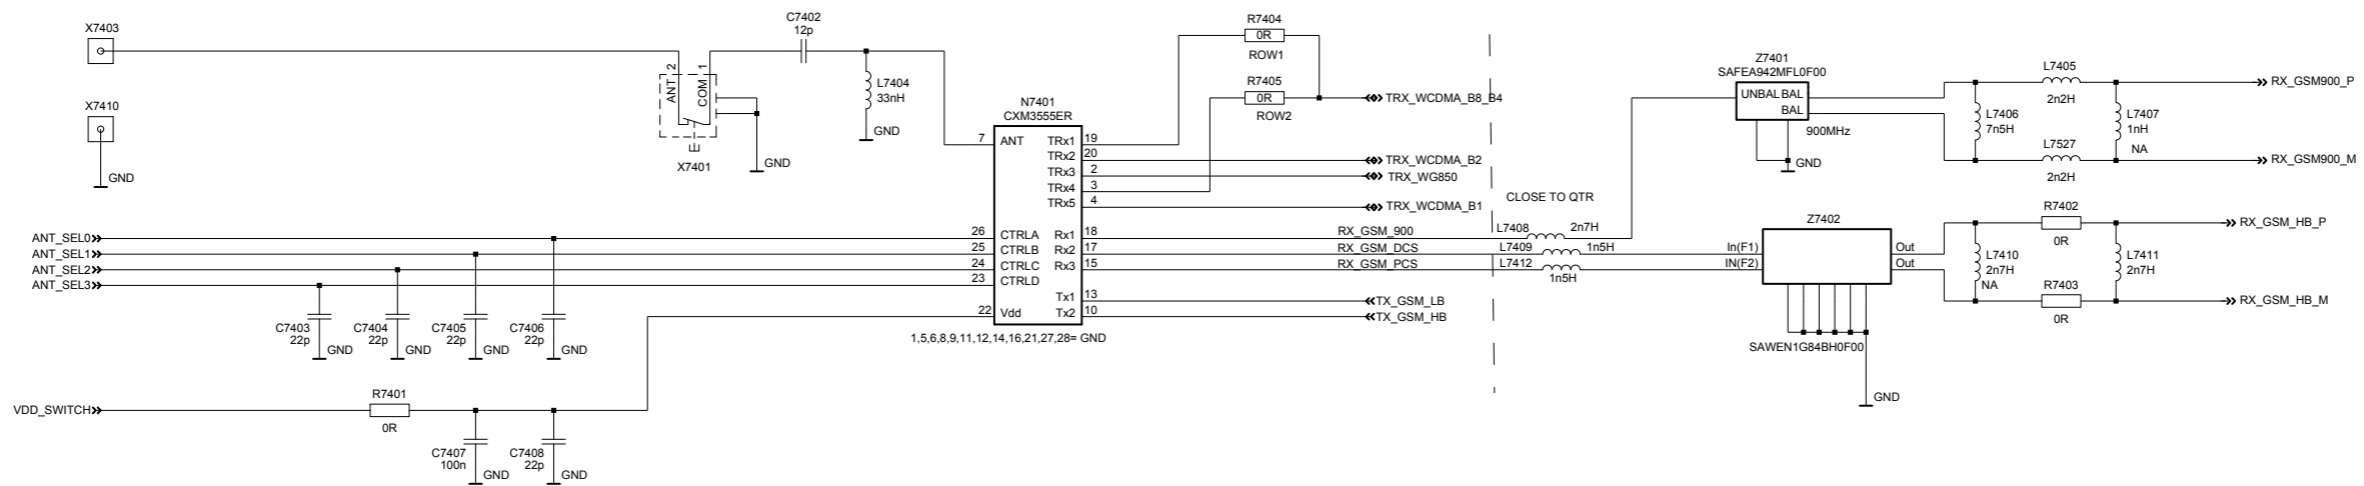 X7403
X7410
GND
ANT 2
COM 1
X7401
GND
C7402
12p
L7404
33nH
GND
N7401
CXM3555ER
7 ANT
TRx1 19
TRx2 20
TRx3 2
TRx4 3
TRx5 4
26 CTRLA
25 CTRLB
24 CTRLC
23 CTRLD
22 Vdd
Rx1 18
Rx2 17
Rx3 15
Tx1 13
Tx2 10
1,5,6,8,9,11,12,14,16,21,27,28= GND
R7404
0R
ROW1
R7405
0R
ROW2
TRX_WCDMA_B8_B4
TRX_WCDMA_B2
TRX_WG850
TRX_WCDMA_B1
RX_GSM_900
RX_GSM_DCS
RX_GSM_PCS
TX_GSM_LB
TX_GSM_HB
CLOSE TO QTR
L7408 2n7H
L7409 1n5H
L7412
1n5H
Z7401
SAFEA942MFL0F00
UNBAL BAL
BAL
900MHz
GND
L7405
2n2H
L7406
7n5H
L7407
1nH
NA
L7527
2n2H
RX_GSM900_P
RX_GSM900_M
Z7402
In(F1)
IN(F2)
Out
Out
SAWEN1G84BH0F00
GND
R7402
0R
L7410
2n7H
NA
L7411
2n7H
R7403
0R
RX_GSM_HB_P
RX_GSM_HB_M
ANT_SEL0
ANT_SEL1
ANT_SEL2
ANT_SEL3
C7403
22p
GND
C7404
22p
GND
C7405
22p
GND
C7406
22p
GND
VDD_SWITCH
R7401
0R
C7407
100n
GND
C7408
22p
GND